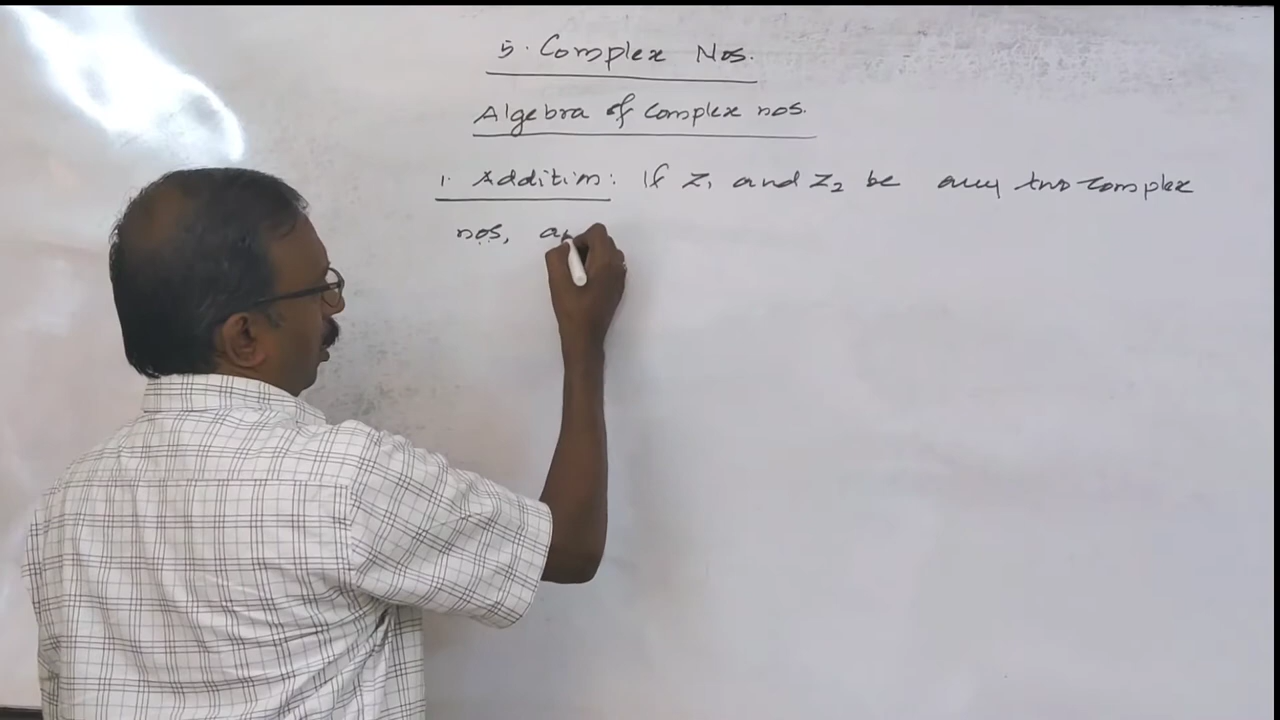 5. Complex Nos.
Algebra of Complex nos.
1. Addition: If Z₁ and Z₂ be any two complex
nos,